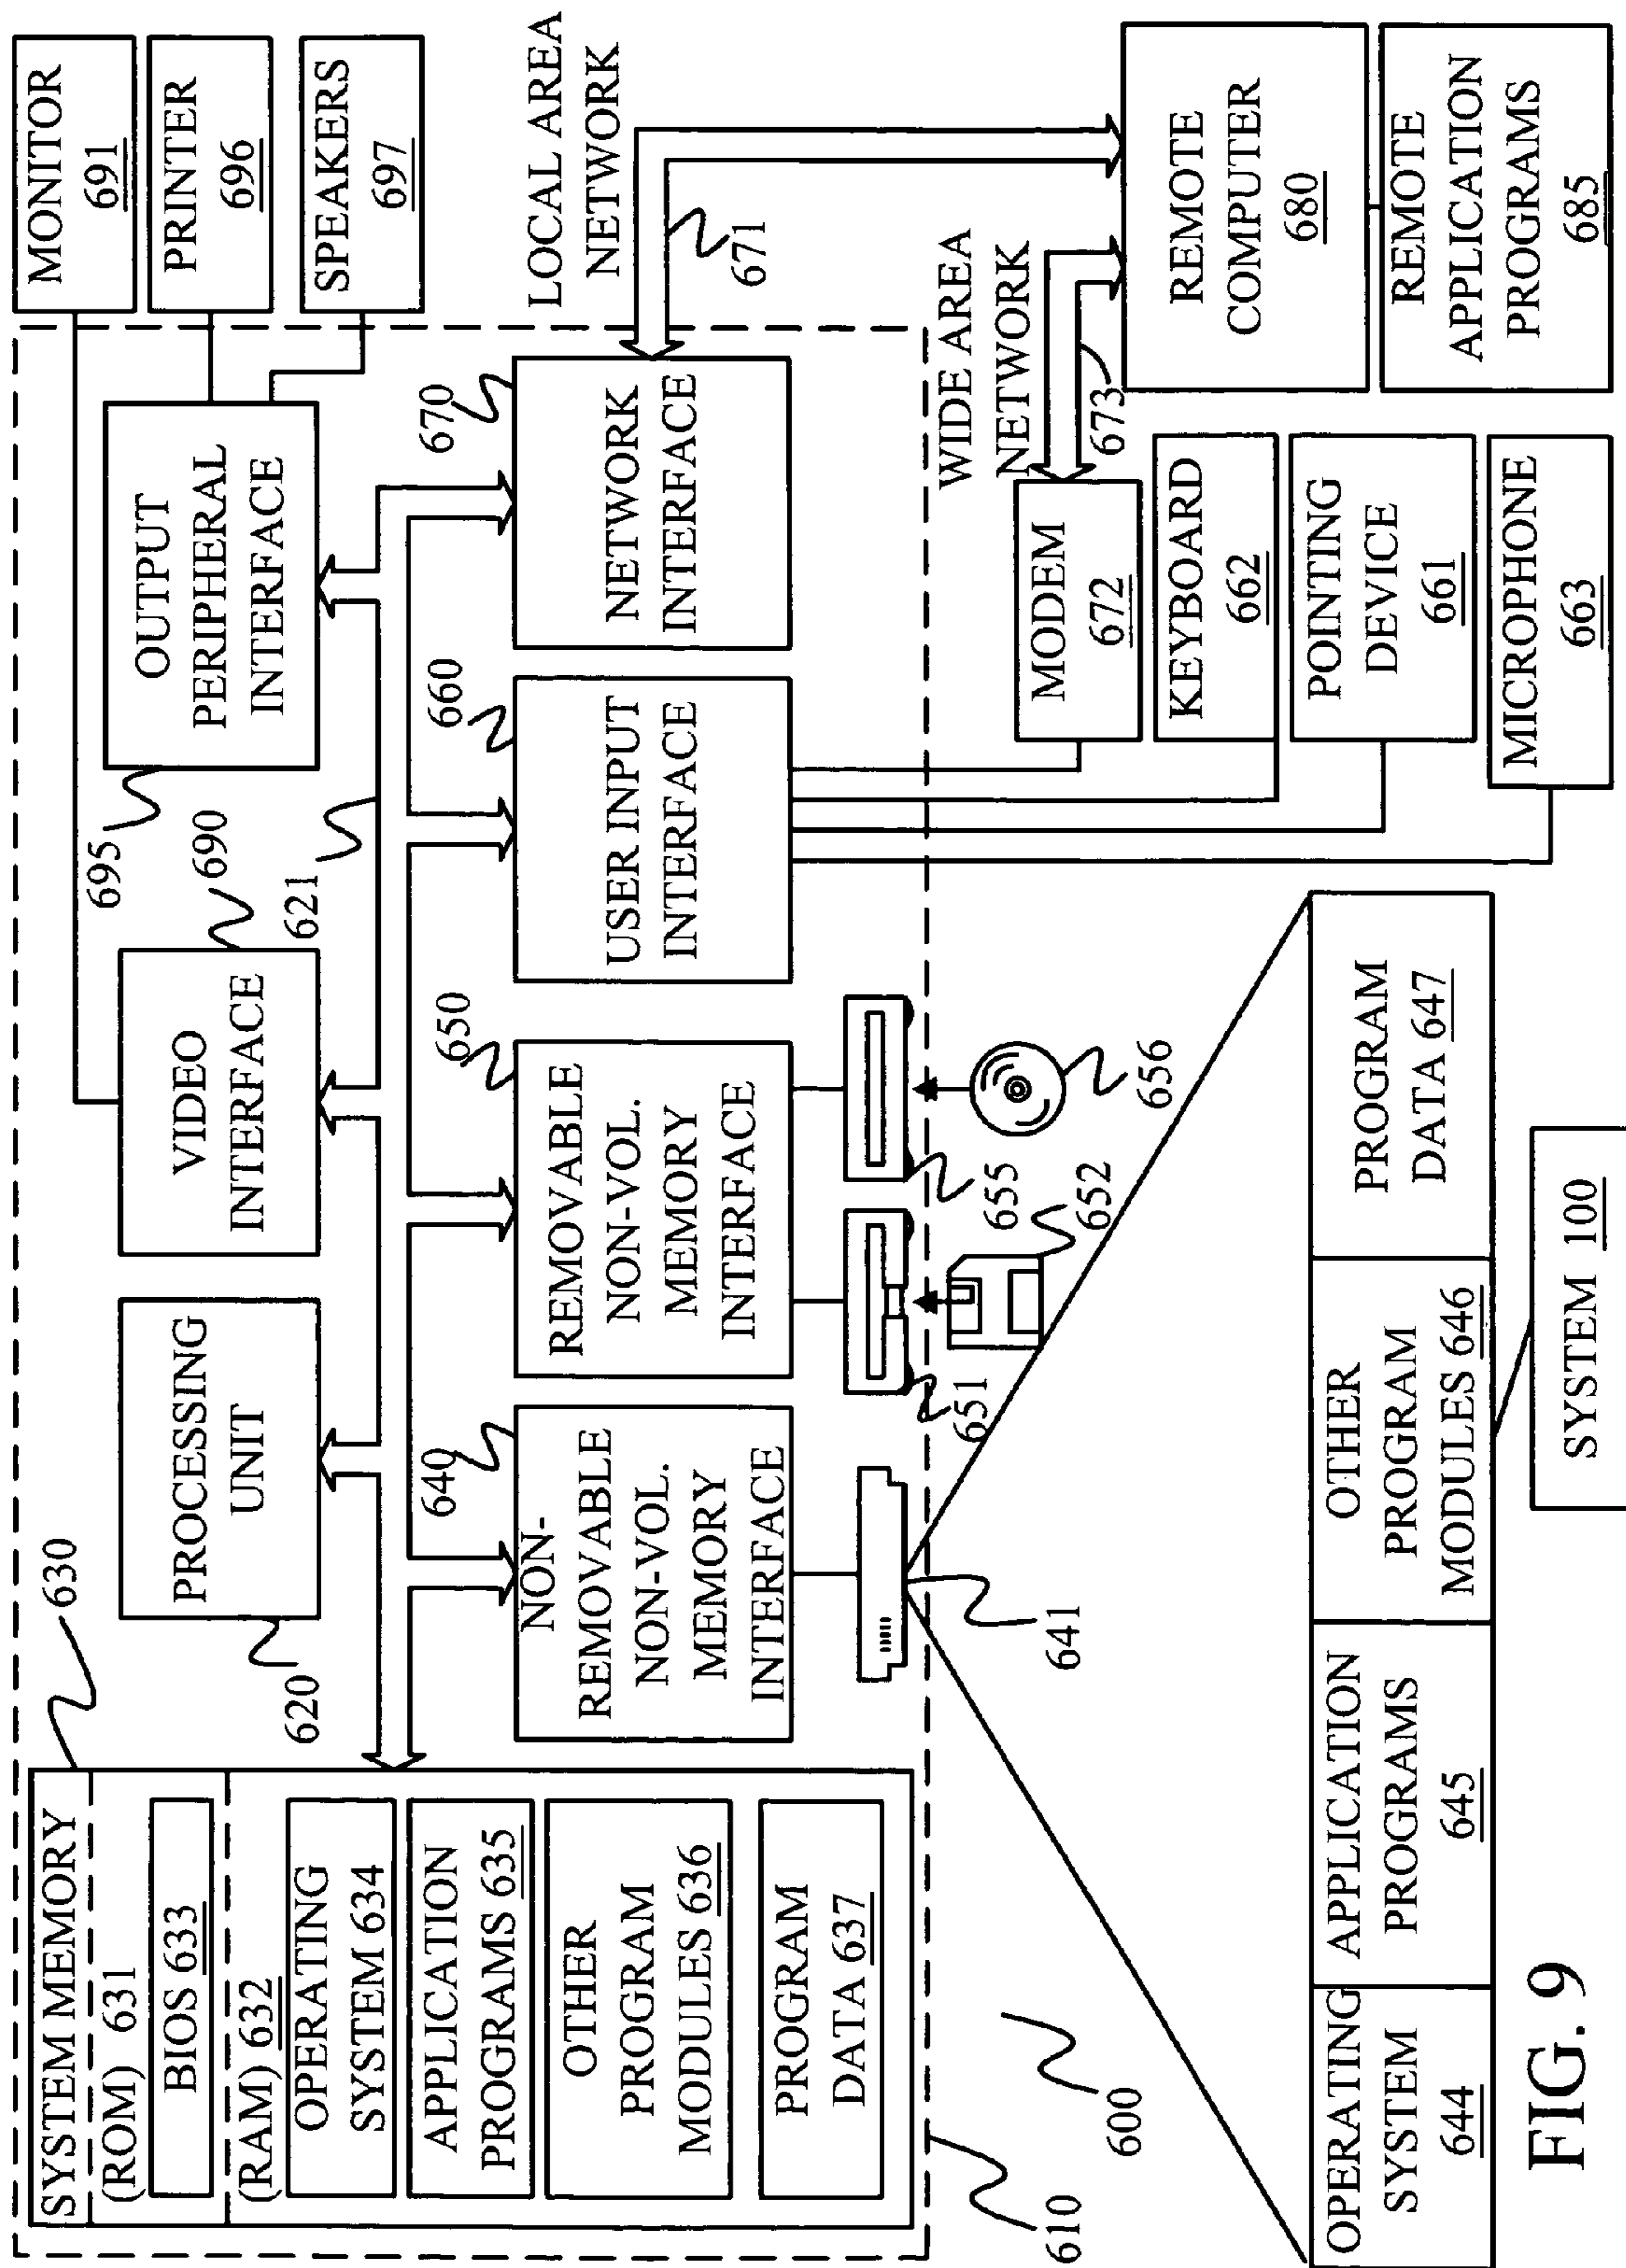 SYSTEM MEMORY
(ROM) 631
BIOS 633
(RAM) 632
OPERATING
SYSTEM 634
APPLICATION
PROGRAMS 635
OTHER
PROGRAM
MODULES 636
PROGRAM
DATA 637
630
620
PROCESSING
UNIT
VIDEO
INTERFACE
690
695
621
OUTPUT
PERIPHERAL
INTERFACE
MONITOR
691
PRINTER
696
SPEAKERS
697
640
NON-
REMOVABLE
NON-VOL.
MEMORY
INTERFACE
650
REMOVABLE
NON-VOL.
MEMORY
INTERFACE
660
USER INPUT
INTERFACE
670
NETWORK
INTERFACE
LOCAL AREA
NETWORK
671
WIDE AREA
NETWORK
673
641
651
652
655
656
MODEM
672
KEYBOARD
662
POINTING
DEVICE
661
MICROPHONE
663
REMOTE
COMPUTER
680
REMOTE
APPLICATION
PROGRAMS
685
610
600
OPERATING
SYSTEM
644
APPLICATION
PROGRAMS
645
OTHER
PROGRAM
MODULES 646
PROGRAM
DATA 647
SYSTEM 100
FIG. 9